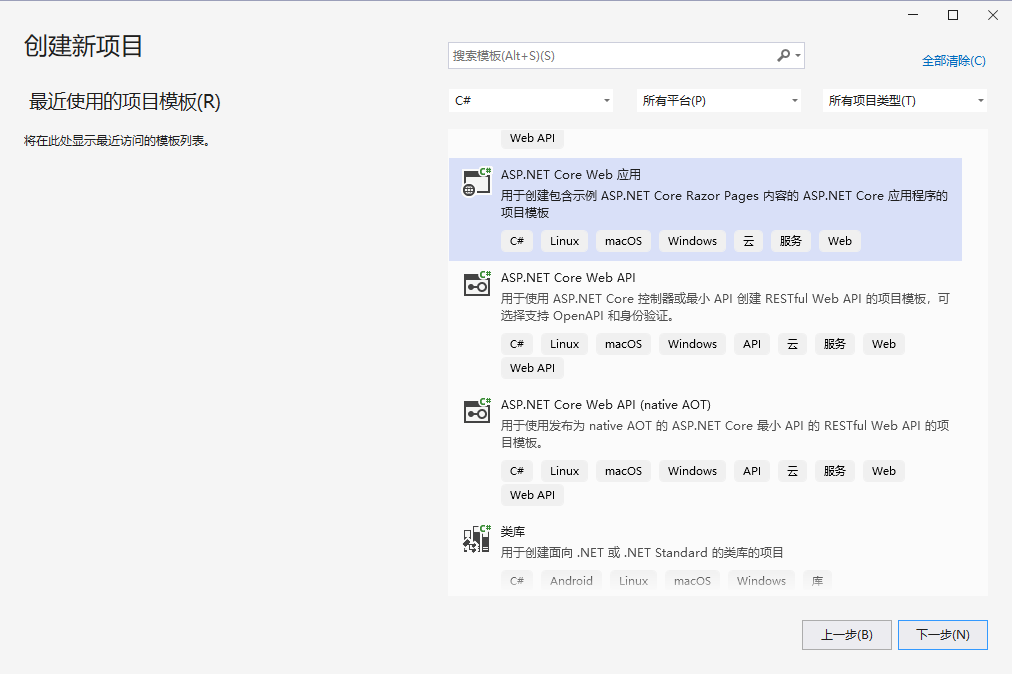 创建新项目
最近使用的项目模板(R)
将在此处显示最近访问的模板列表。
搜索模板(Alt+S)(S)
全部清除(C)
C# 所有平台(P) 所有项目类型(T)
Web API
C#
ASP.NET Core Web 应用
用于创建包含示例 ASP.NET Core Razor Pages 内容的 ASP.NET Core 应用程序的
项目模板
C# Linux macOS Windows 云 服务 Web
C#
ASP.NET Core Web API
用于使用 ASP.NET Core 控制器或最小 API 创建 RESTful Web API 的项目模板，可
选择支持 OpenAPI 和身份验证。
C# Linux macOS Windows API 云 服务 Web
Web API
C#
ASP.NET Core Web API (native AOT)
用于使用发布为 native AOT 的 ASP.NET Core 最小 API 的 RESTful Web API 的项
目模板。
C# Linux macOS Windows API 云 服务 Web
Web API
C#
类库
用于创建面向 .NET 或 .NET Standard 的类库的项目
C# Android Linux macOS Windows 库
上一步(B) 下一步(N)